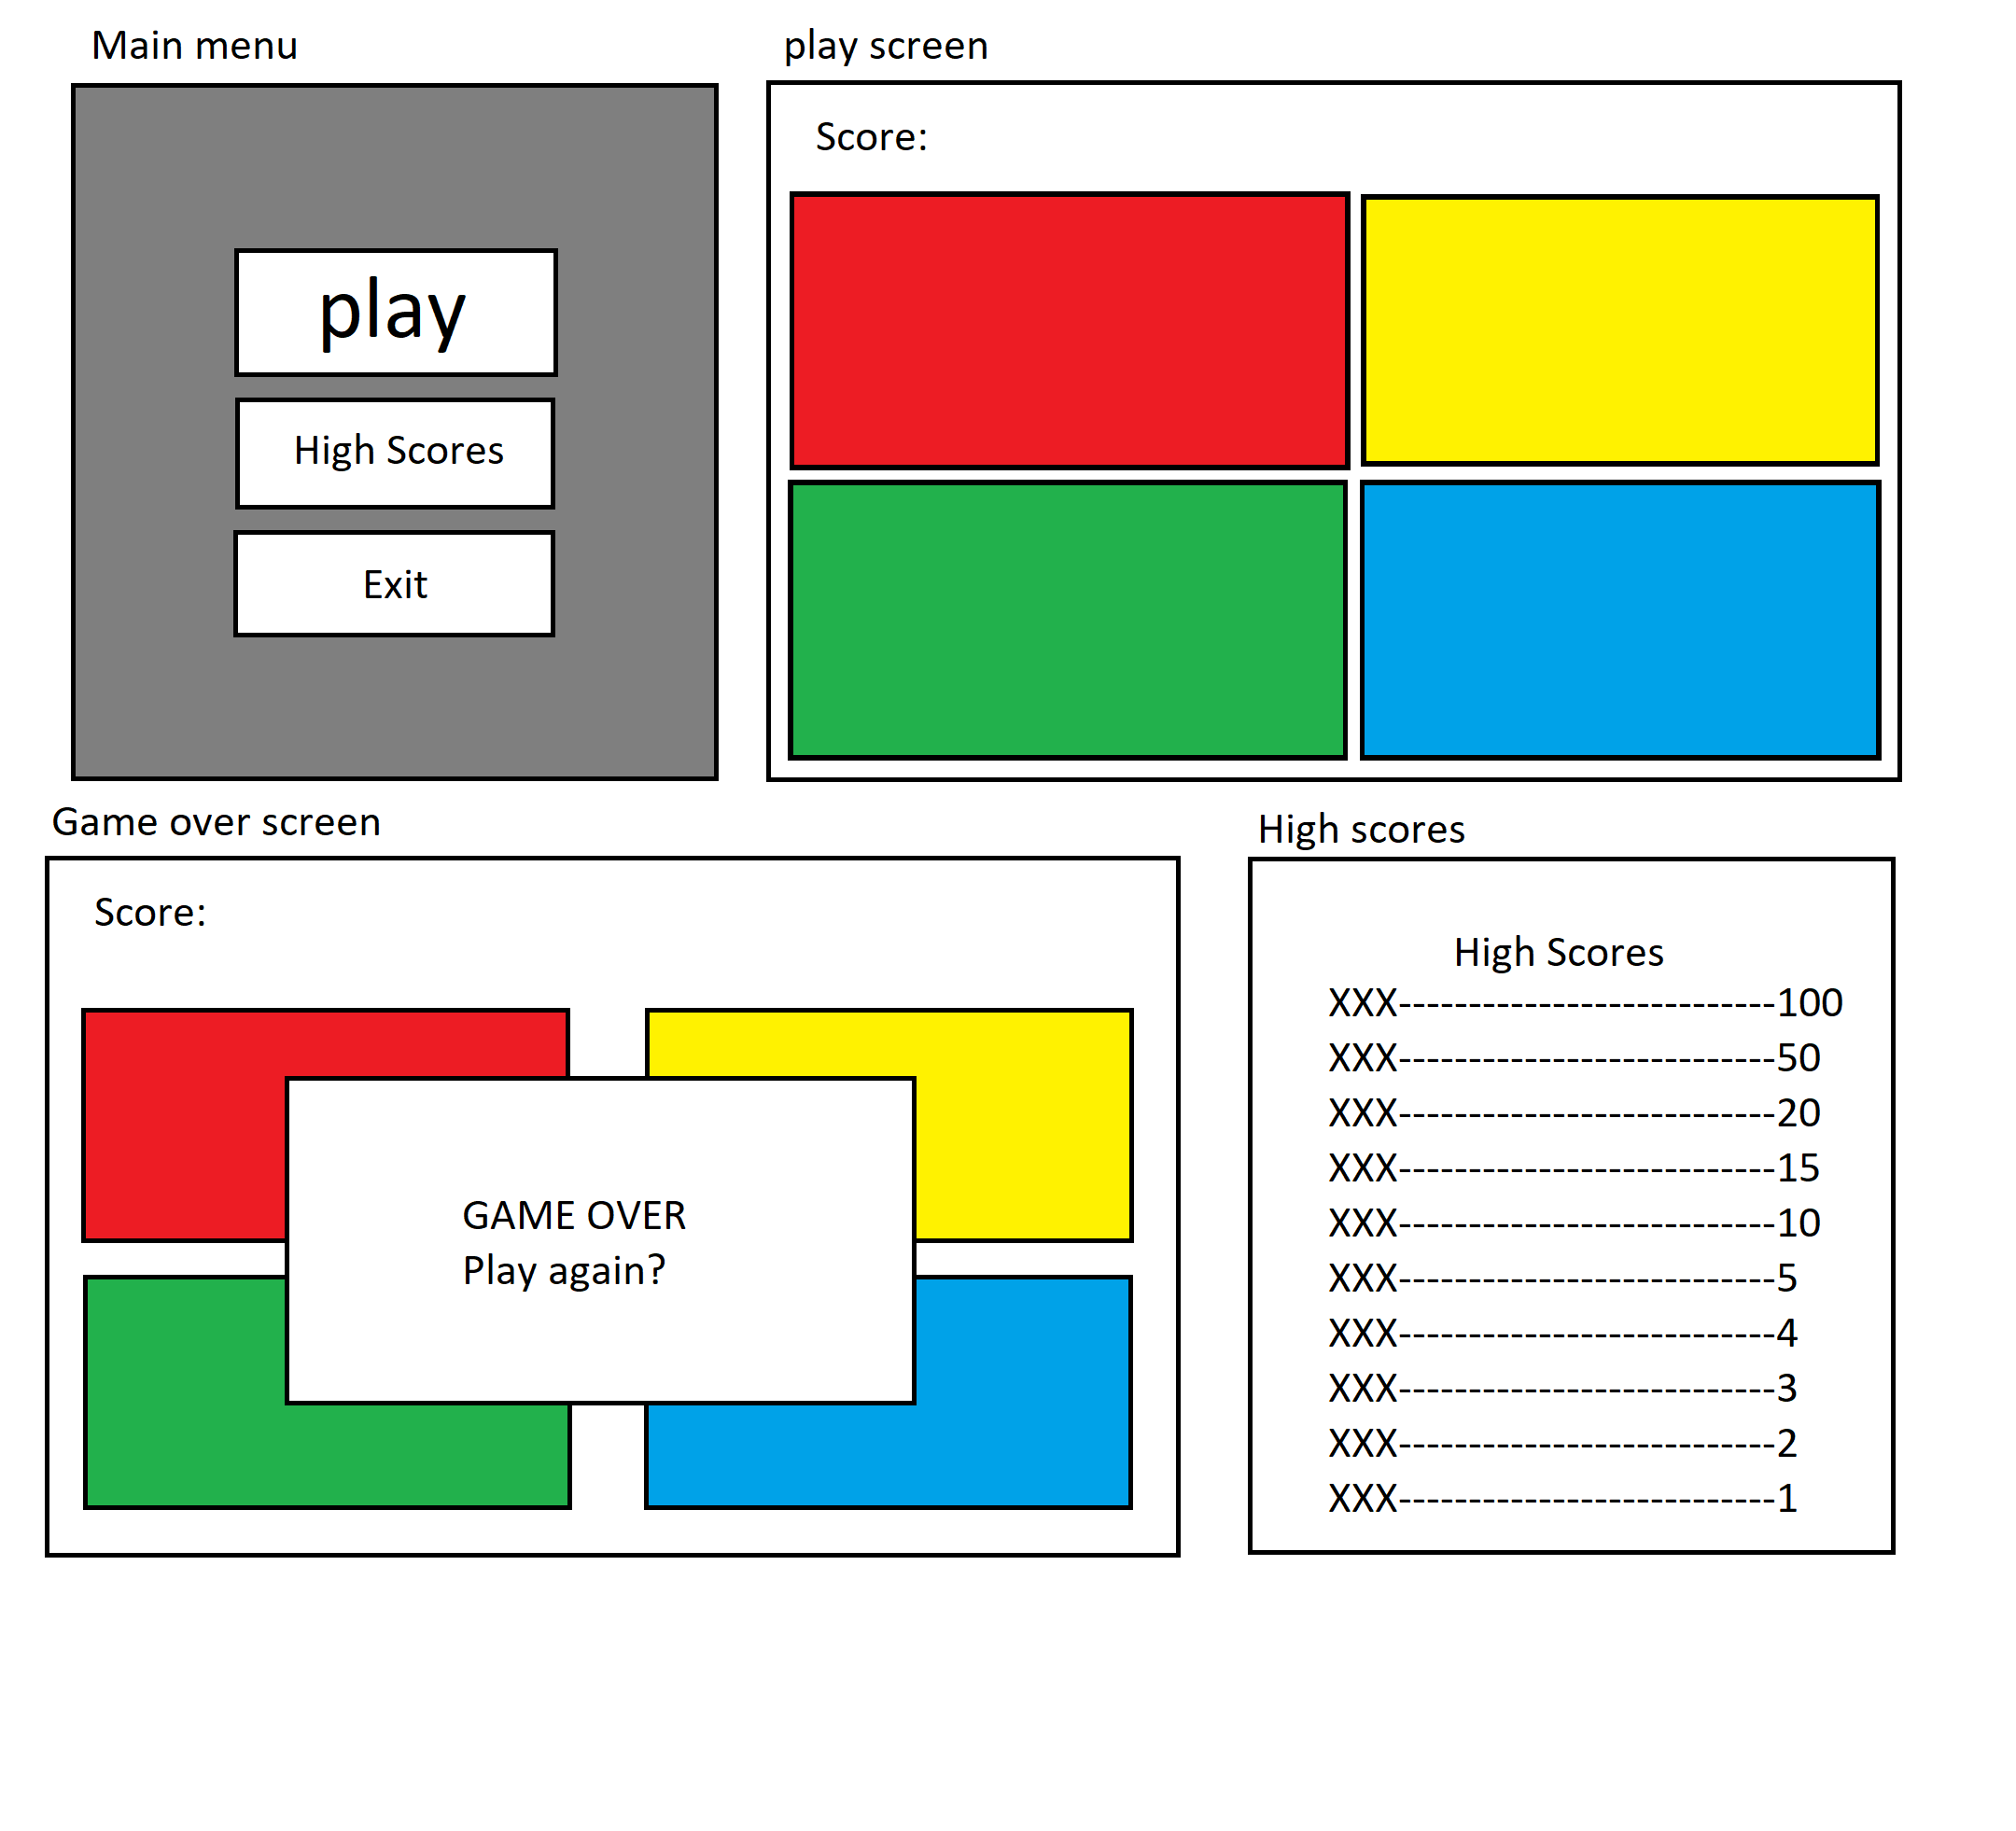 Main menu
play
High Scores
Exit
play screen
Score:
Game over screen
Score:
GAME OVER
Play again?
High scores
High Scores
XXX---------------------------100
XXX---------------------------50
XXX---------------------------20
XXX---------------------------15
XXX---------------------------10
XXX---------------------------5
XXX---------------------------4
XXX---------------------------3
XXX---------------------------2
XXX---------------------------1